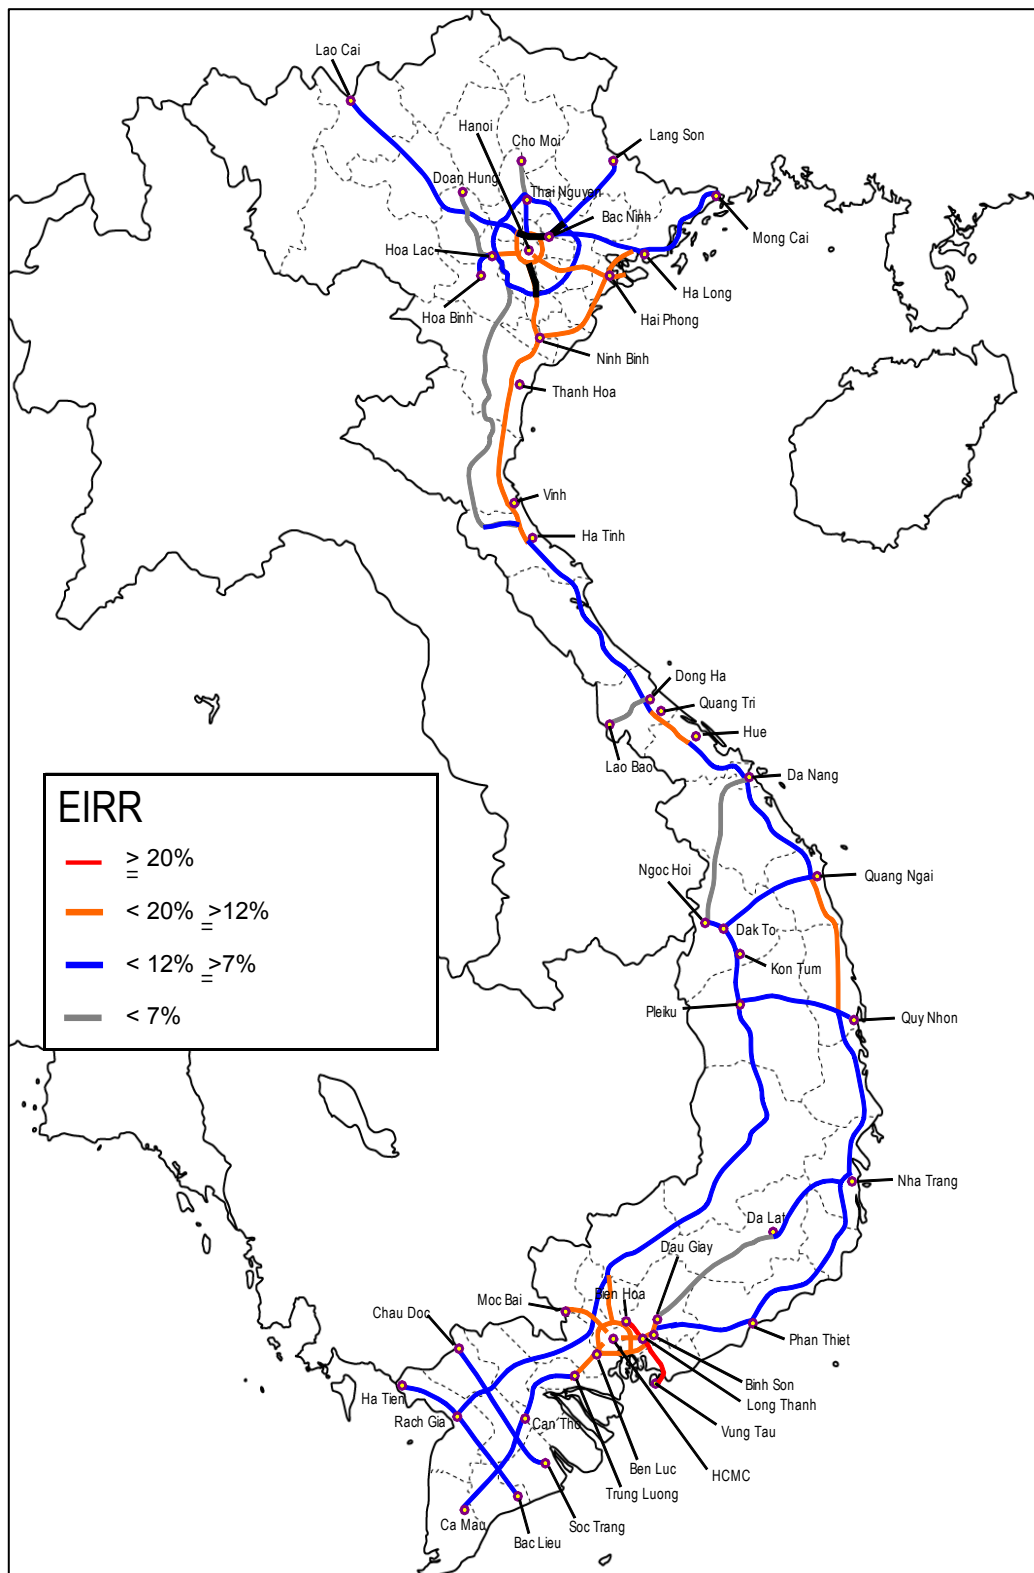 Lao Cai
Hanoi
Cho Moi
Lang Son
Doan Hung
Thai Nguyen
Bac Ninh
Mong Cai
Hoa Lac
Ha Long
Hoa Binh
Hai Phong
Ninh Binh
Thanh Hoa
Vinh
Ha Tinh
Dong Ha
Quang Tri
Hue
Lao Bao
Da Nang
EIRR
≧ 20%
< 20% ≧12%
< 12% ≧7%
< 7%
Ngoc Hoi
Quang Ngai
Dak To
Kon Tum
Pleiku
Quy Nhon
Nha Trang
Da Lat
Dau Giay
Bien Hoa
Moc Bai
Chau Doc
Phan Thiet
Binh Son
Long Thanh
Ha Tien
Rach Gia
Can Tho
Vung Tau
Ben Luc
HCMC
Trung Luong
Ca Mau
Soc Trang
Bac Lieu